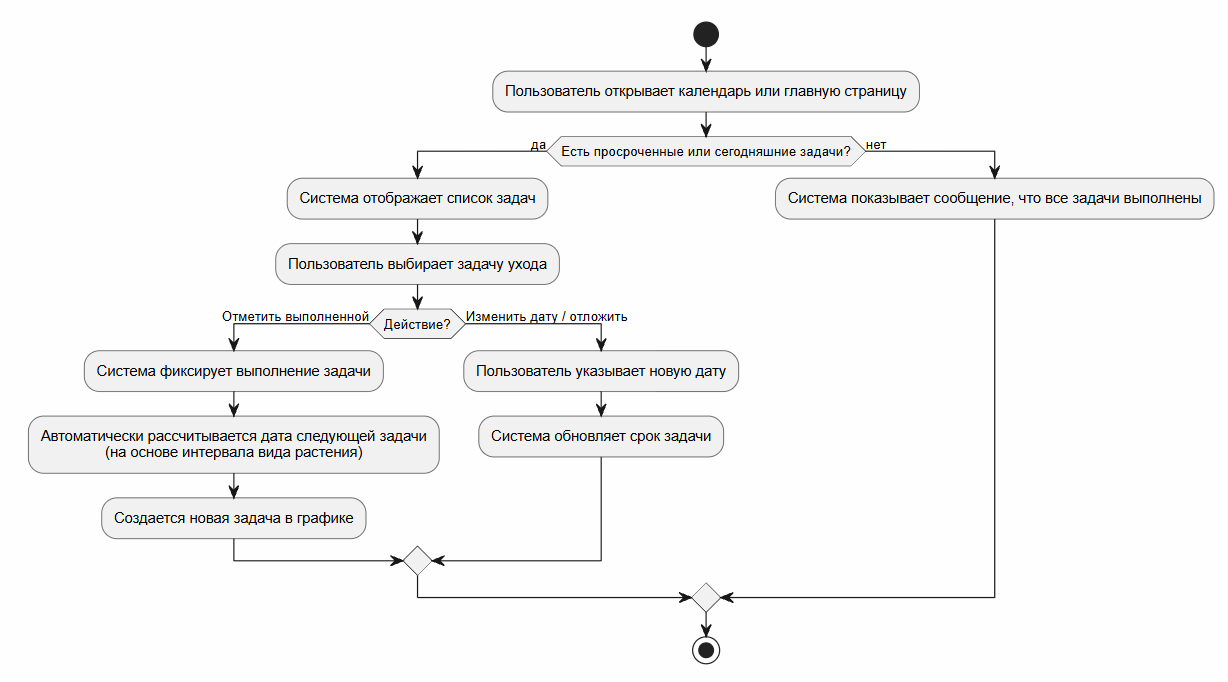 Пользователь открывает календарь или главную страницу
да
Есть просроченные или сегодняшние задачи?
нет
Система отображает список задач
Система показывает сообщение, что все задачи выполнены
Пользователь выбирает задачу ухода
Отметить выполненной
Действие?
Изменить дату / отложить
Система фиксирует выполнение задачи
Пользователь указывает новую дату
Автоматически рассчитывается дата следующей задачи
(на основе интервала вида растения)
Система обновляет срок задачи
Создается новая задача в графике